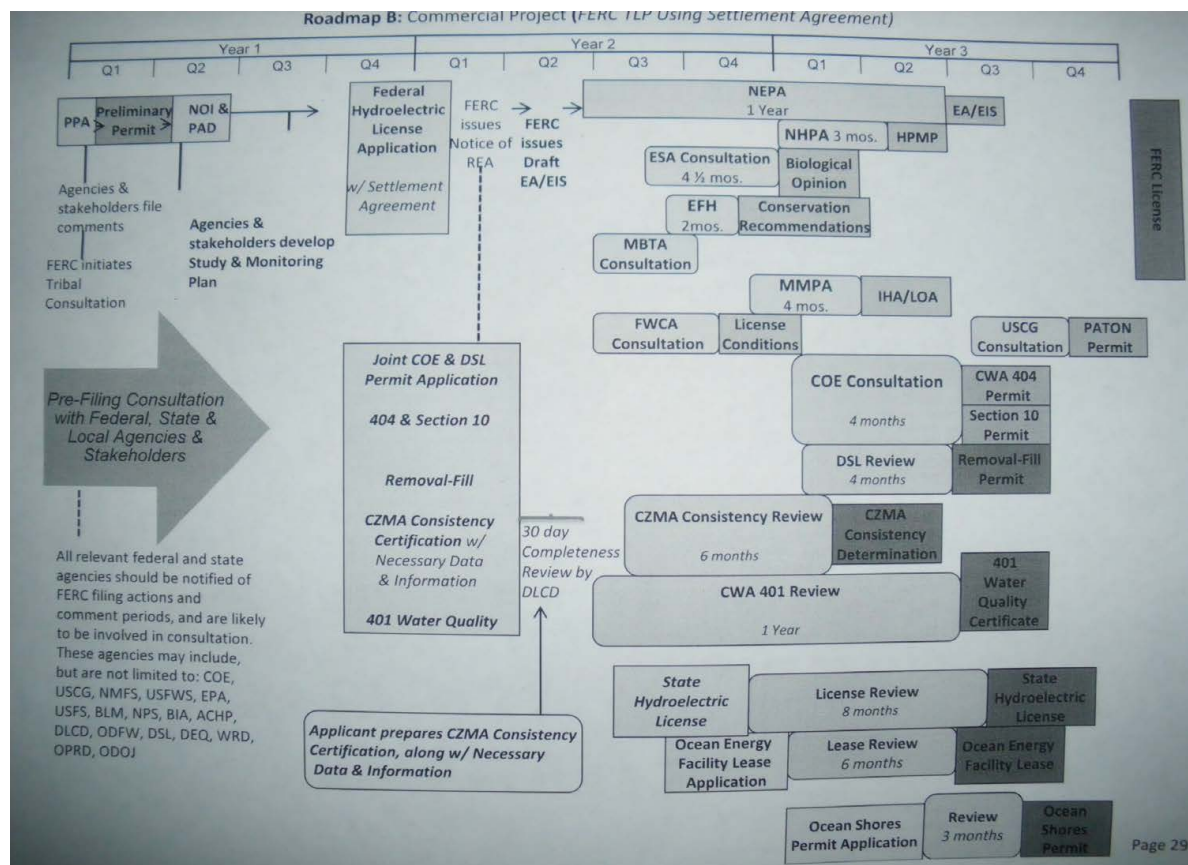 Roadmap B: Commercial Project (FERC TLP Using Settlement Agreement)
Year 1
Year 2
Year 3
Q1
Q2
Q3
Q4
Q1
Q2
Q3
Q4
Q1
Q2
Q3
Q4
PPA
Preliminary
Permit
NOI &
PAD
Federal
Hydroelectric
License
Application
w/ Settlement
Agreement
FERC
issues
Notice of
REA
FERC
issues
Draft
EA/EIS
NEPA
1 Year
EA/EIS
NHPA 3 mos.
HPMP
ESA Consultation
4 ½ mos.
Biological
Opinion
EFH
2mos.
Conservation
Recommendations
MBTA
Consultation
MMPA
4 mos.
IHA/LOA
FWCA
Consultation
License
Conditions
USCG
Consultation
PATON
Permit
FERC License
Agencies &
stakeholders file
comments
FERC initiates
Tribal
Consultation
Agencies &
stakeholders develop
Study & Monitoring
Plan
Pre-Filing Consultation
with Federal, State &
Local Agencies &
Stakeholders
Joint COE & DSL
Permit Application
404 & Section 10
Removal-Fill
CZMA Consistency
Certification w/
Necessary Data
& Information
401 Water Quality
COE Consultation
4 months
CWA 404
Permit
Section 10
Permit
DSL Review
4 months
Removal-Fill
Permit
30 day
Completeness
Review by
DLCD
CZMA Consistency Review
6 months
CZMA
Consistency
Determination
CWA 401 Review
1 Year
401
Water
Quality
Certificate
All relevant federal and state
agencies should be notified of
FERC filing actions and
comment periods, and are likely
to be involved in consultation.
These agencies may include,
but are not limited to: COE,
USCG, NMFS, USFWS, EPA,
USFS, BLM, NPS, BIA, ACHP,
DLCD, ODFW, DSL, DEQ, WRD,
OPRD, ODOJ
Applicant prepares CZMA Consistency
Certification, along w/ Necessary
Data & Information
State
Hydroelectric
License
License Review
8 months
State
Hydroelectric
License
Ocean Energy
Facility Lease
Application
Lease Review
6 months
Ocean Energy
Facility Lease
Ocean Shores
Permit Application
Review
3 months
Ocean
Shores
Permit
Page 29